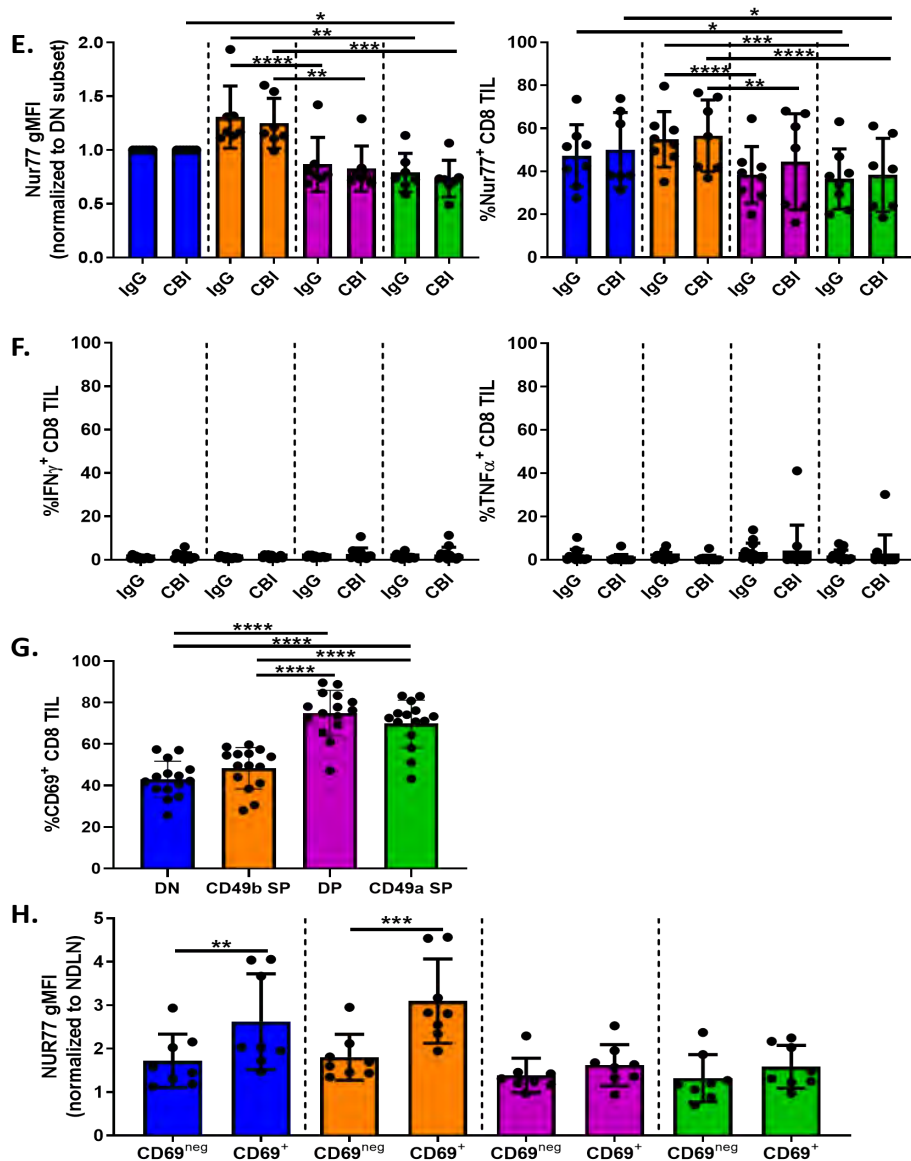 E.
*
**
***
****
**
Nur77 gMFI
(normalized to DN subset)
2.0
1.5
1.0
0.5
0.0
IgG CBI IgG CBI IgG CBI IgG CBI
*
*
***
****
****
**
%Nur77⁺ CD8 TIL
100
80
60
40
20
0
IgG CBI IgG CBI IgG CBI IgG CBI
F.
%IFNγ⁺ CD8 TIL
100
80
60
40
20
0
IgG CBI IgG CBI IgG CBI IgG CBI
%TNFα⁺ CD8 TIL
100
80
60
40
20
0
IgG CBI IgG CBI IgG CBI IgG CBI
G.
****
****
****
****
%CD69⁺ CD8 TIL
100
80
60
40
20
0
DN CD49b SP DP CD49a SP
H.
**
***
NUR77 gMFI
(normalized to NDLN)
5
4
3
2
1
0
CD69neg CD69⁺ CD69neg CD69⁺ CD69neg CD69⁺ CD69neg CD69⁺